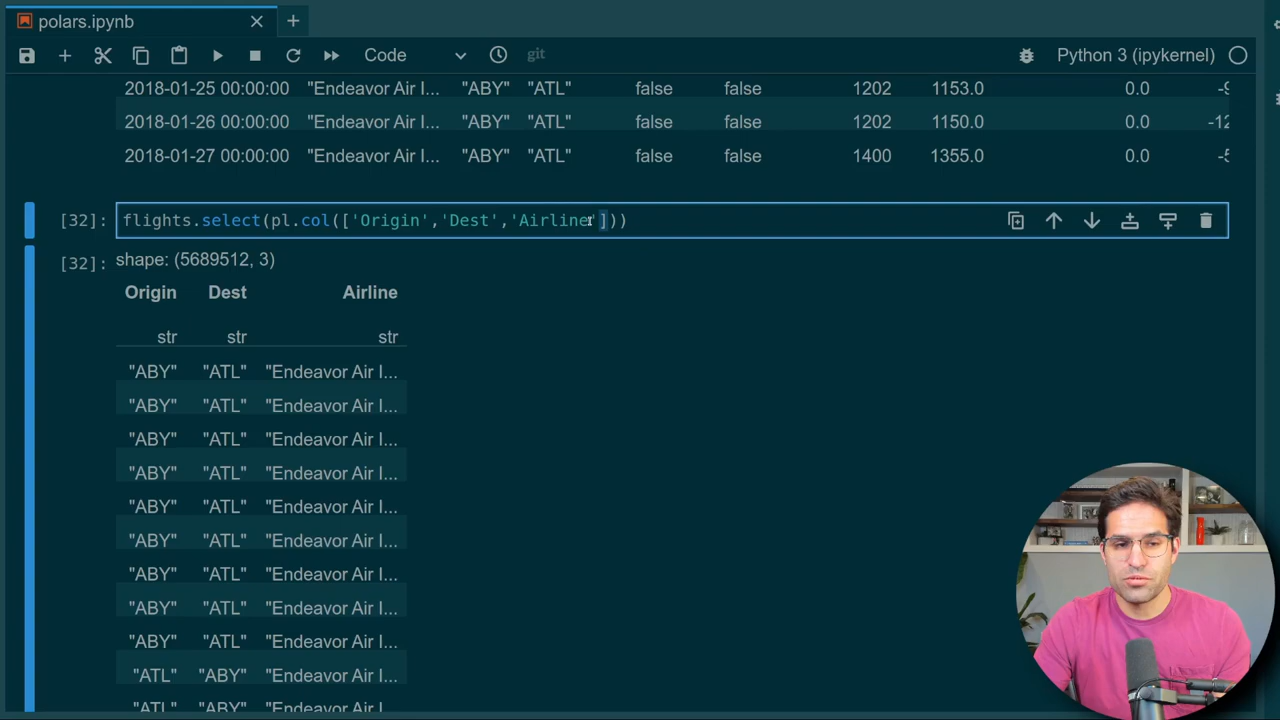 polars.ipynb
Code
git
Python 3 (ipykernel)
2018-01-25 00:00:00 "Endeavor Air I... "ABY" "ATL" false false 1202 1153.0 0.0
2018-01-26 00:00:00 "Endeavor Air I... "ABY" "ATL" false false 1202 1150.0 0.0 -12
2018-01-27 00:00:00 "Endeavor Air I... "ABY" "ATL" false false 1400 1355.0 0.0
[32]: flights.select(pl.col(['Origin','Dest','Airline']))
[32]: shape: (5689512, 3)
Origin Dest Airline
str str str
"ABY" "ATL" "Endeavor Air I...
"ABY" "ATL" "Endeavor Air I...
"ABY" "ATL" "Endeavor Air I...
"ABY" "ATL" "Endeavor Air I...
"ABY" "ATL" "Endeavor Air I...
"ABY" "ATL" "Endeavor Air I...
"ABY" "ATL" "Endeavor Air I...
"ABY" "ATL" "Endeavor Air I...
"ABY" "ATL" "Endeavor Air I...
"ATL" "ABY" "Endeavor Air I...
"ATL" "ABY" "Endeavor Air I...